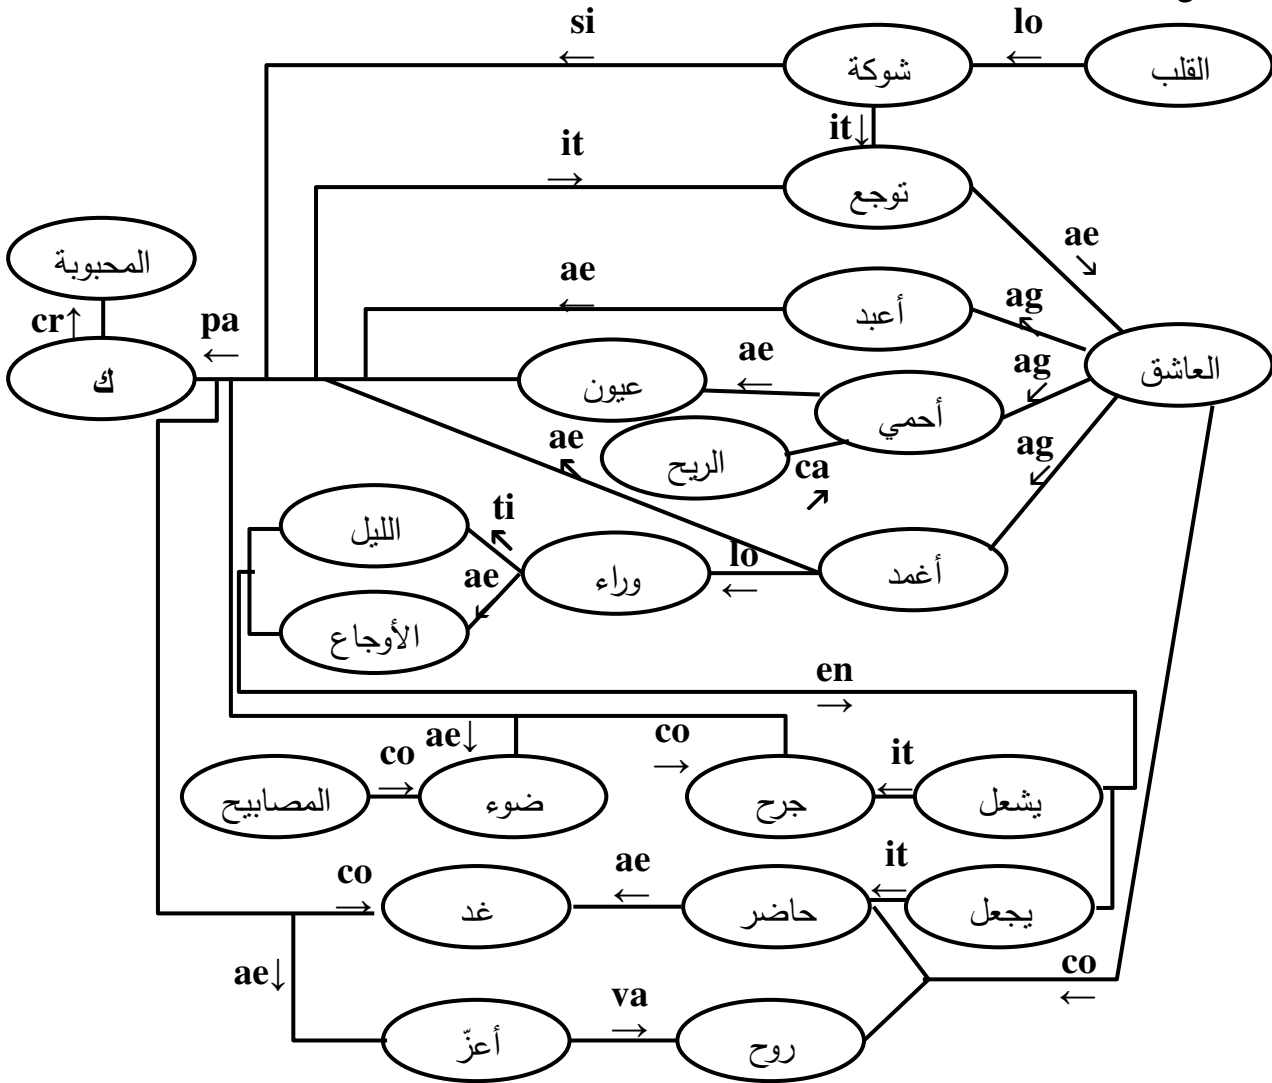 g
si
lo
شوكة
القلب
it↓
it
→
توجع
ae
المحبوبة
cr↑
pa
←
ك
ae
←
أعبد
ag
العاشق
عيون
ae
←
أحمي
ag
الريح
ca
ae
ag
الليل
ti
ae
وراء
lo
←
أغمد
الأوجاع
en
→
ae↓
co
→
المصابيح
co
→
ضوء
جرح
it
←
يشعل
co
→
غد
ae
←
حاضر
it
←
يجعل
ae↓
أعزّ
va
→
روح
co
←